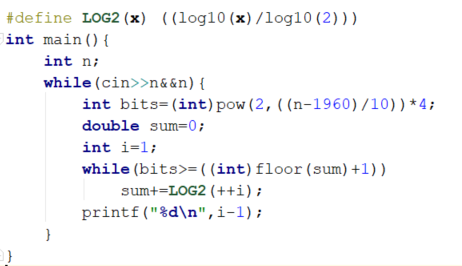 #define LOG2(x) ((log10(x)/log10(2)))
int main(){
    int n;
    while(cin>>n&&n){
        int bits=(int)pow(2,((n-1960)/10))*4;
        double sum=0;
        int i=1;
        while(bits>=((int)floor(sum)+1))
            sum+=LOG2(++i);
        printf("%d\n",i-1);
    }
}